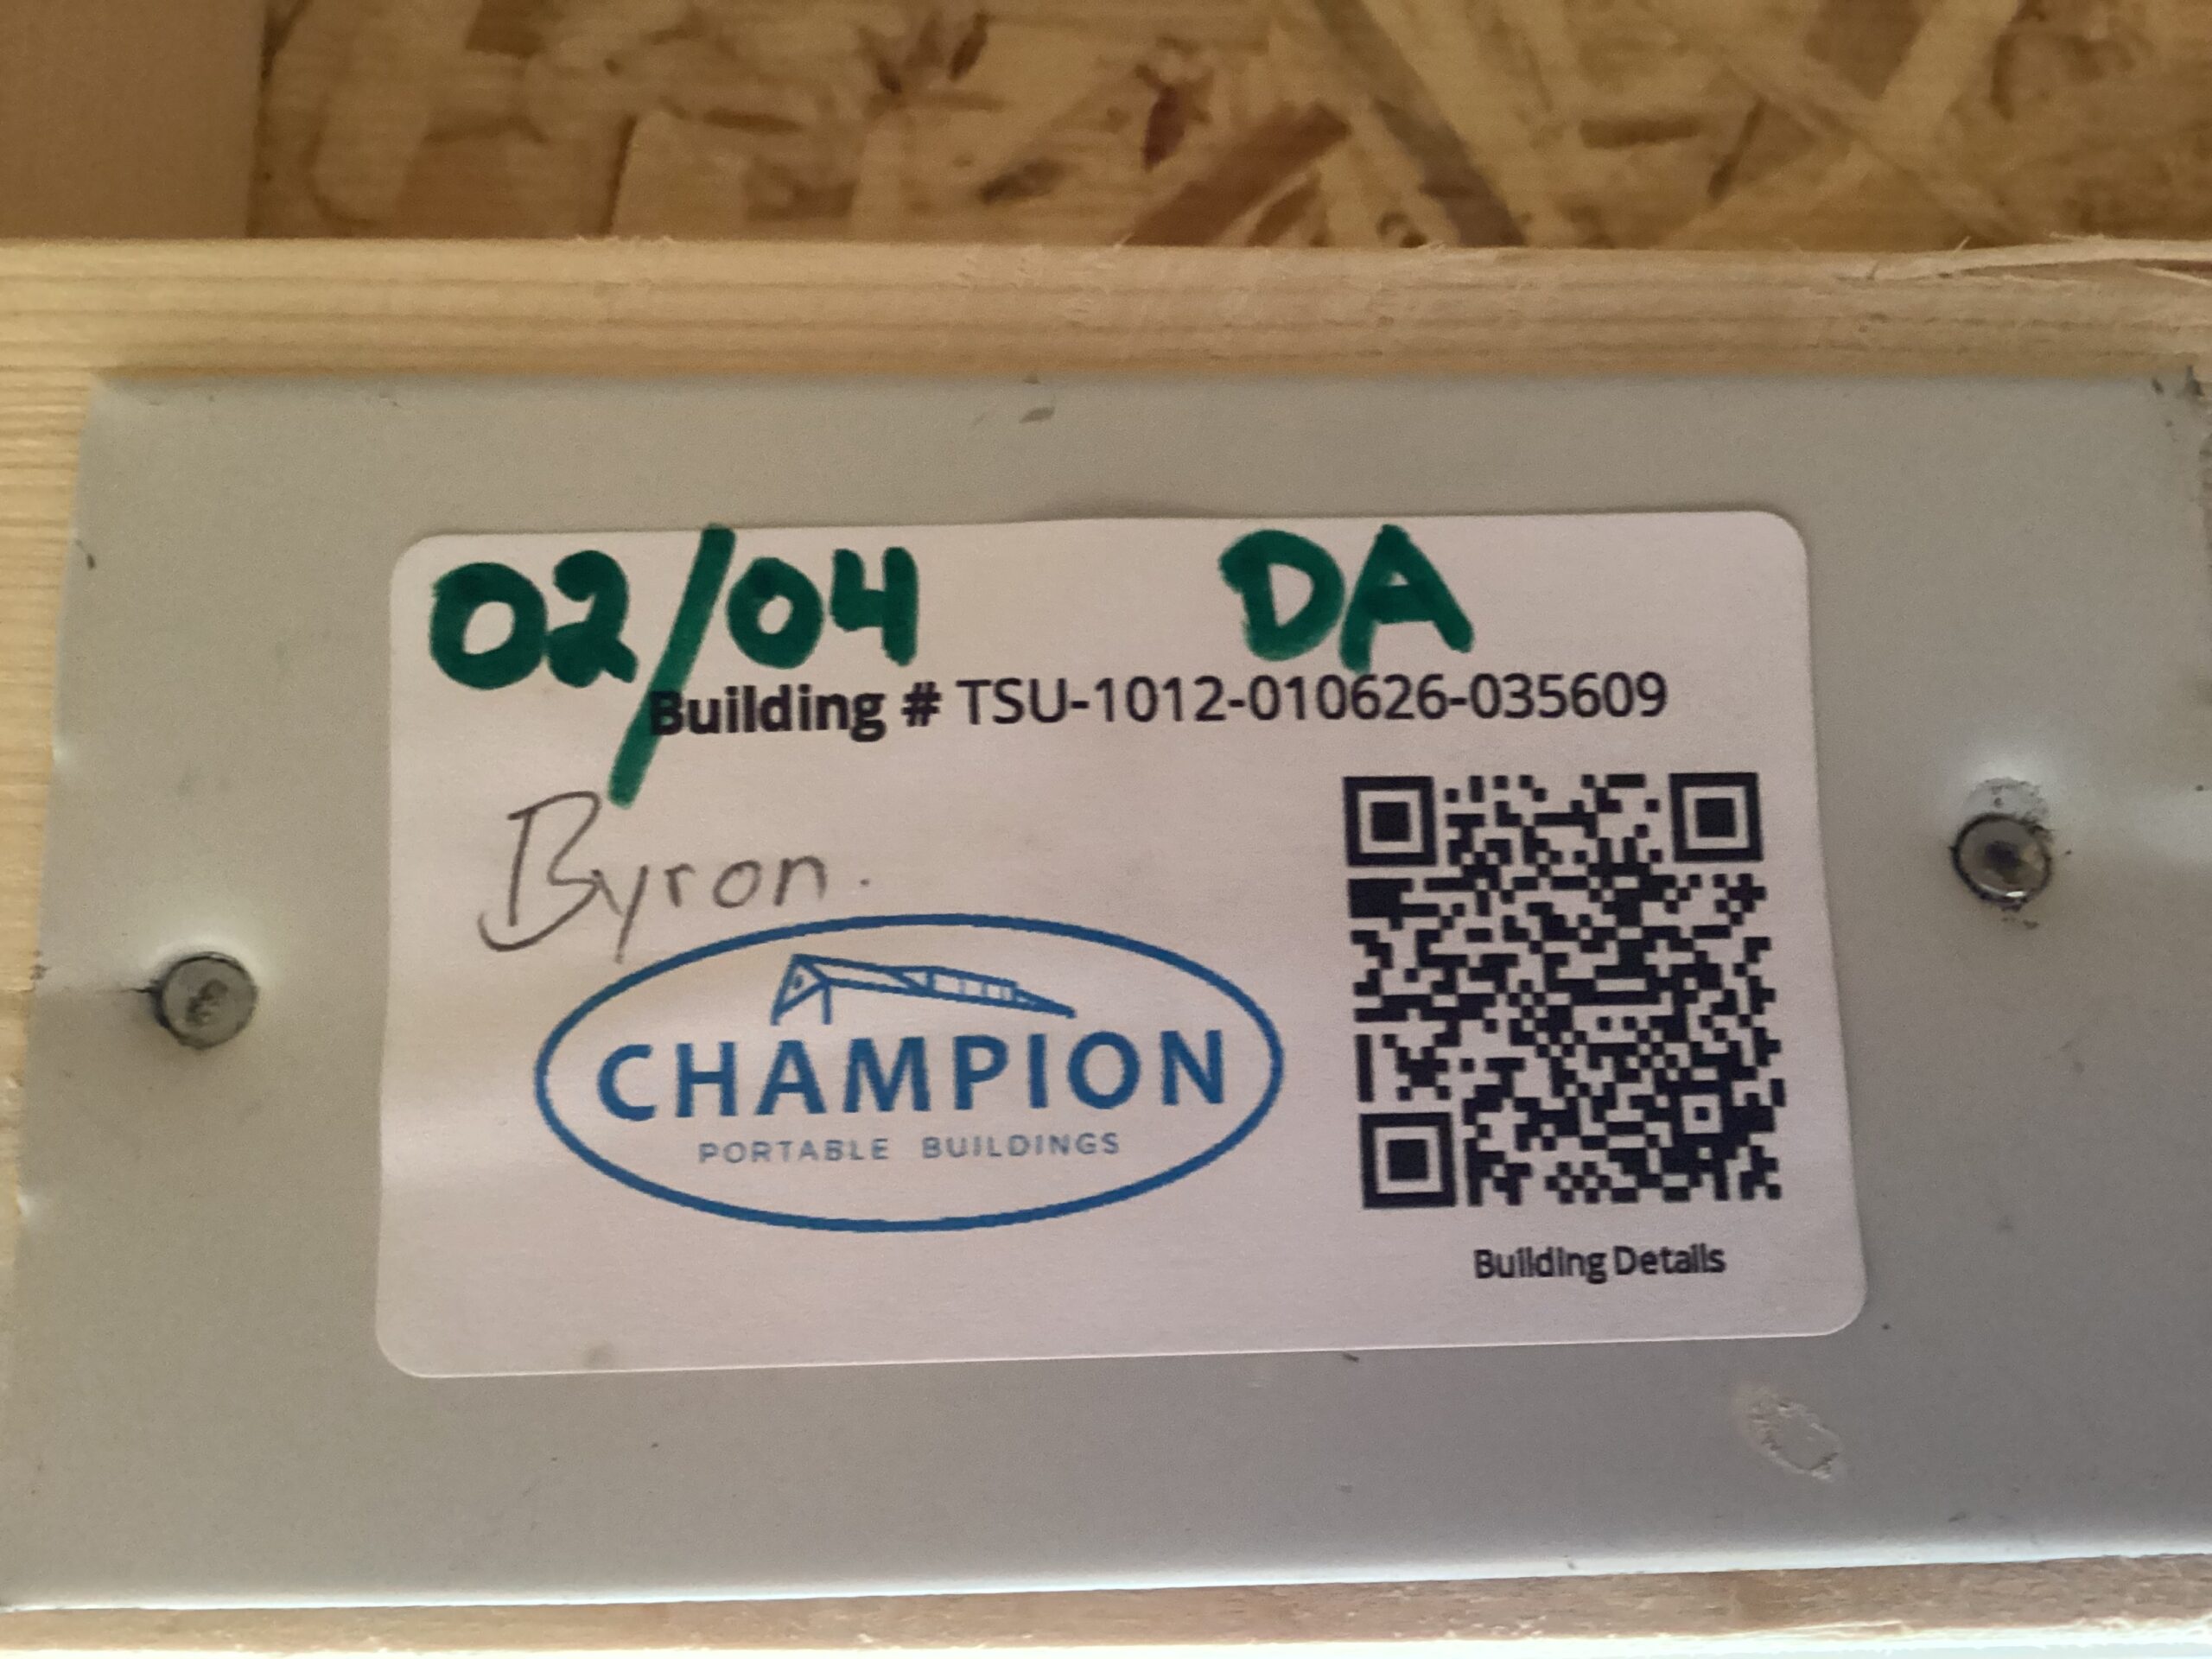 02/04 DA
Building # TSU-1012-010626-035609
Byron.
CHAMPION
PORTABLE BUILDINGS
Building Details